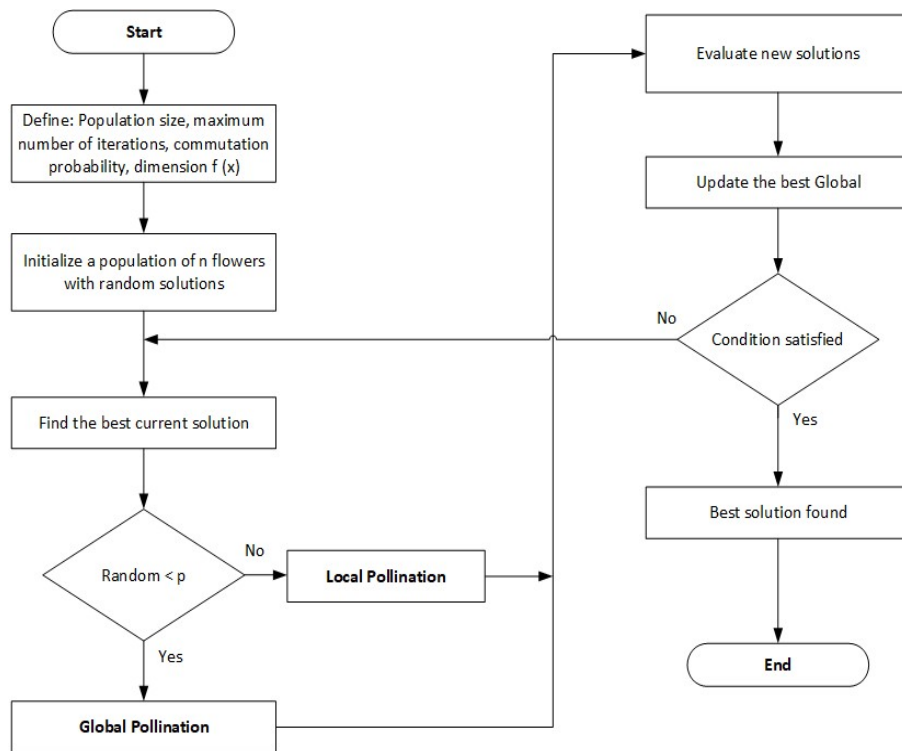 Start
Define: Population size, maximum
number of iterations, commutation
probability, dimension f (x)
Initialize a population of n flowers
with random solutions
Find the best current solution
Random < p
No
Local Pollination
Yes
Global Pollination
Evaluate new solutions
Update the best Global
Condition satisfied
No
Yes
Best solution found
End